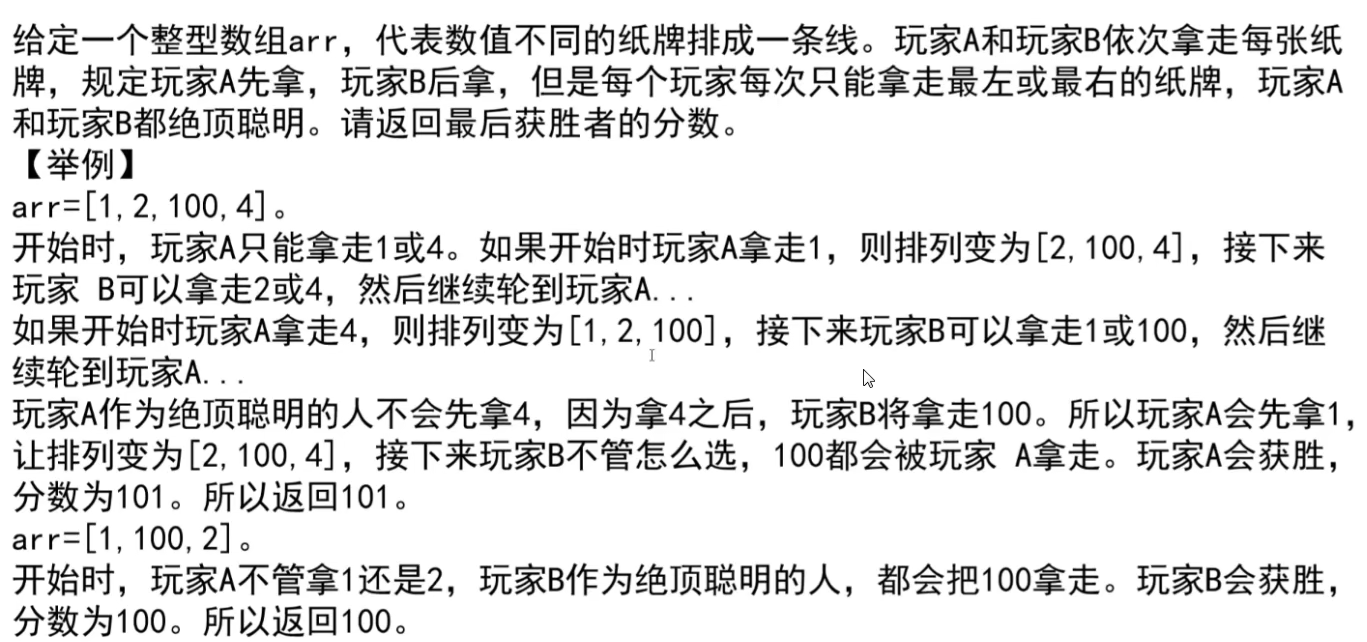 给定一个整型数组arr，代表数值不同的纸牌排成一条线。玩家A和玩家B依次拿走每张纸
牌，规定玩家A先拿，玩家B后拿，但是每个玩家每次只能拿走最左或最右的纸牌，玩家A
和玩家B都绝顶聪明。请返回最后获胜者的分数。
【举例】
arr=[1,2,100,4]。
开始时，玩家A只能拿走1或4。如果开始时玩家A拿走1，则排列变为[2,100,4]，接下来
玩家 B可以拿走2或4，然后继续轮到玩家A...
如果开始时玩家A拿走4，则排列变为[1,2,100]，接下来玩家B可以拿走1或100，然后继
续轮到玩家A...
玩家A作为绝顶聪明的人不会先拿4，因为拿4之后，玩家B将拿走100。所以玩家A会先拿1，
让排列变为[2,100,4]，接下来玩家B不管怎么选，100都会被玩家 A拿走。玩家A会获胜，
分数为101。所以返回101。
arr=[1,100,2]。
开始时，玩家A不管拿1还是2，玩家B作为绝顶聪明的人，都会把100拿走。玩家B会获胜，
分数为100。所以返回100。